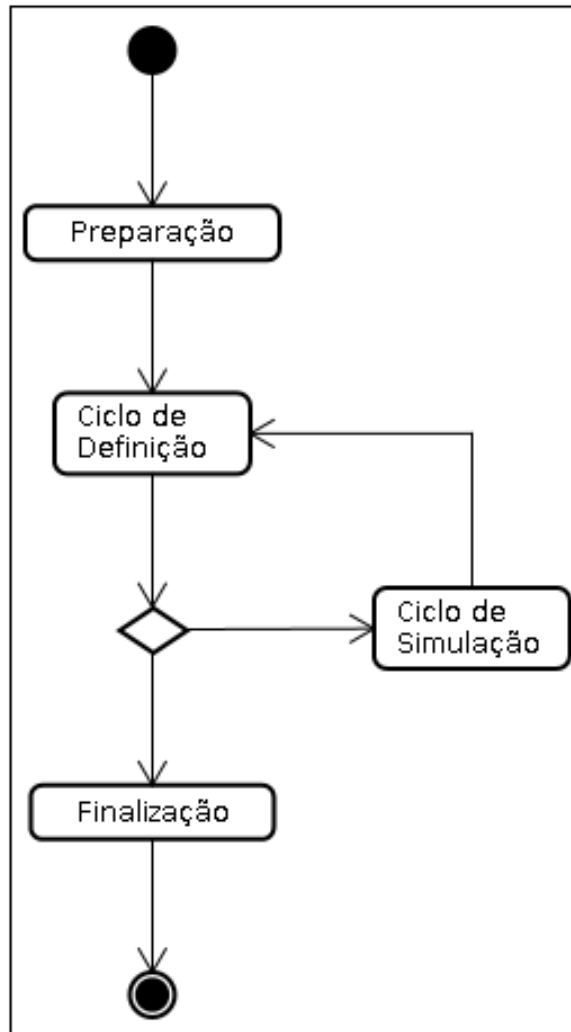 Preparação
Ciclo de
Definição
Ciclo de
Simulação
Finalização